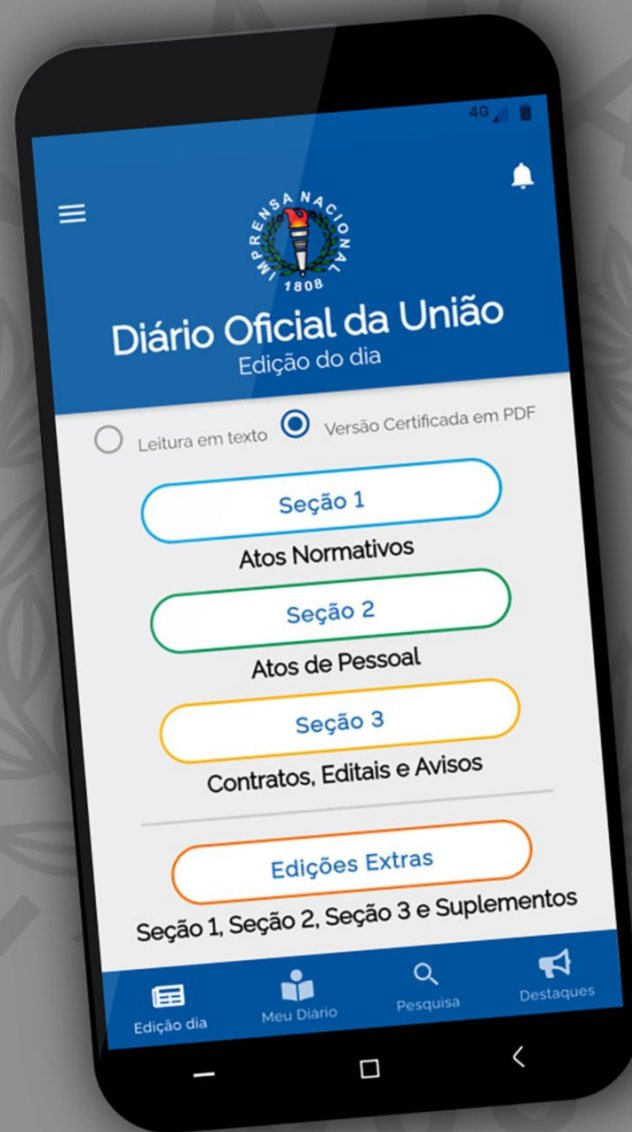 4G
IMPRENSA NACIONAL
1808
Diário Oficial da União
Edição do dia
Leitura em texto Versão Certificada em PDF
Seção 1
Atos Normativos
Seção 2
Atos de Pessoal
Seção 3
Contratos, Editais e Avisos
Edições Extras
Seção 1, Seção 2, Seção 3 e Suplementos
Edição dia Meu Diário Pesquisa Destaques